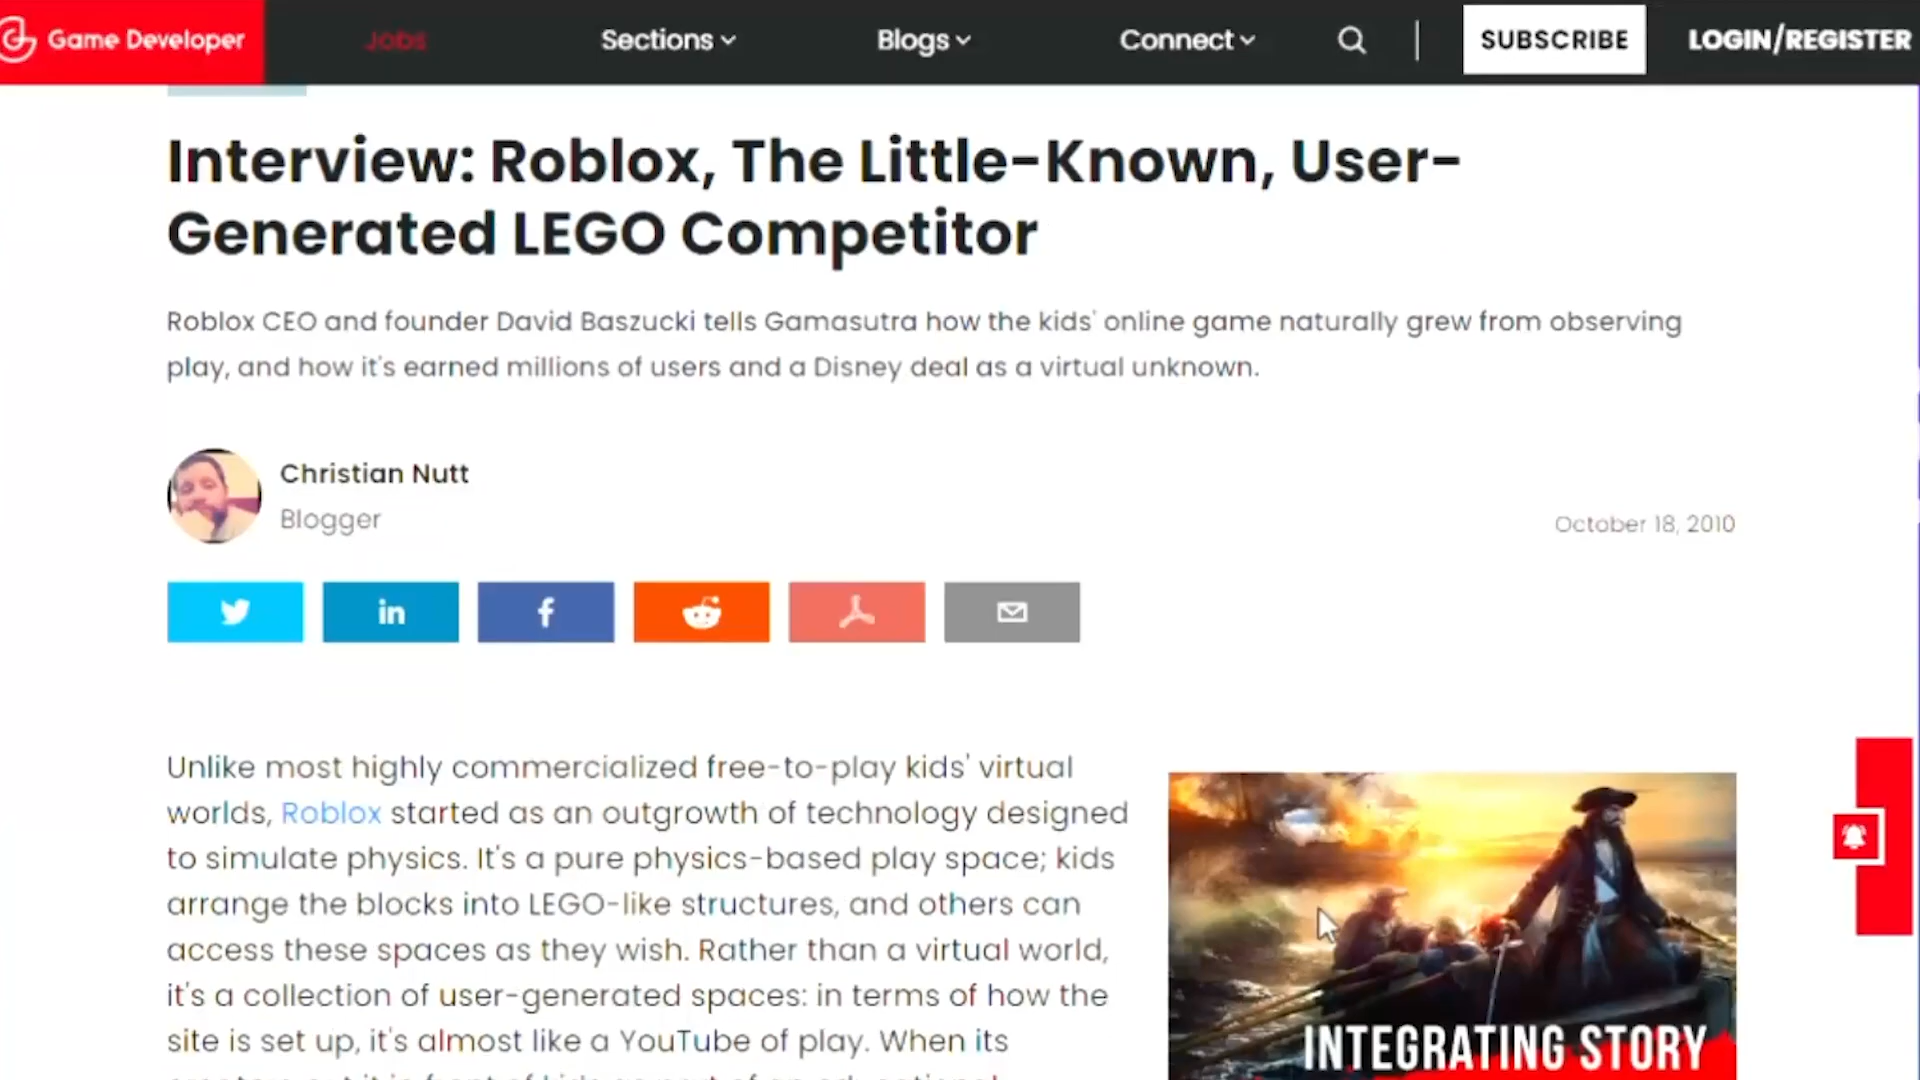 Game Developer
Jobs
Sections
Blogs
Connect
SUBSCRIBE
LOGIN/REGISTER
Interview: Roblox, The Little-Known, User-
Generated LEGO Competitor
Roblox CEO and founder David Baszucki tells Gamasutra how the kids' online game naturally grew from observing
play, and how it's earned millions of users and a Disney deal as a virtual unknown.
Christian Nutt
Blogger
October 18, 2010
Unlike most highly commercialized free-to-play kids' virtual
worlds, Roblox started as an outgrowth of technology designed
to simulate physics. It's a pure physics-based play space; kids
arrange the blocks into LEGO-like structures, and others can
access these spaces as they wish. Rather than a virtual world,
it's a collection of user-generated spaces: in terms of how the
site is set up, it's almost like a YouTube of play. When its
INTEGRATING STORY